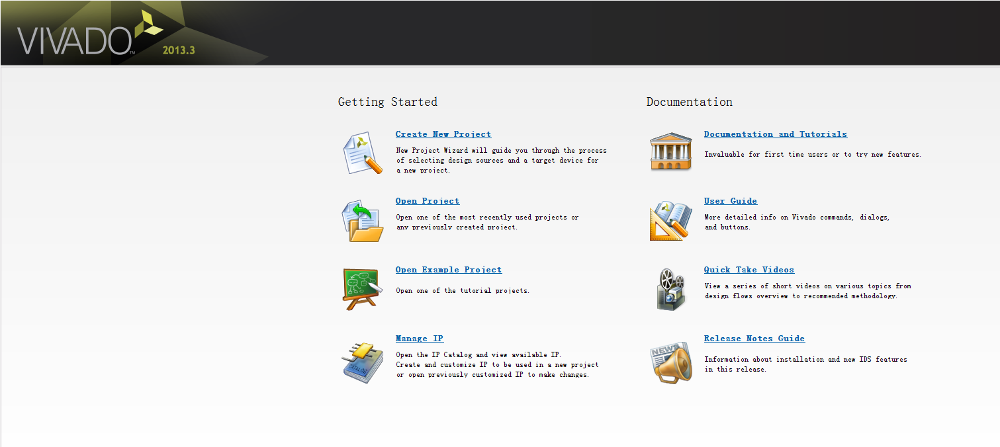 VIVADO™
2013.3
Getting Started
Create New Project
New Project Wizard will guide you through the process
of selecting design sources and a target device for
a new project.
Open Project
Open one of the most recently used projects or
any previously created project.
Open Example Project
Open one of the tutorial projects.
Manage IP
CATALOG
Open the IP Catalog and view available IP.
Create and customize IP to be used in a new project
or open previously customized IP to make changes.
Documentation
Documentation and Tutorials
Invaluable for first time users or to try new features.
User Guide
More detailed info on Vivado commands, dialogs,
and buttons.
Quick Take Videos
View a series of short videos on various topics from
design flows overview to recommended methodology.
Release Notes Guide
NEWS
Information about installation and new IDS features
in this release.